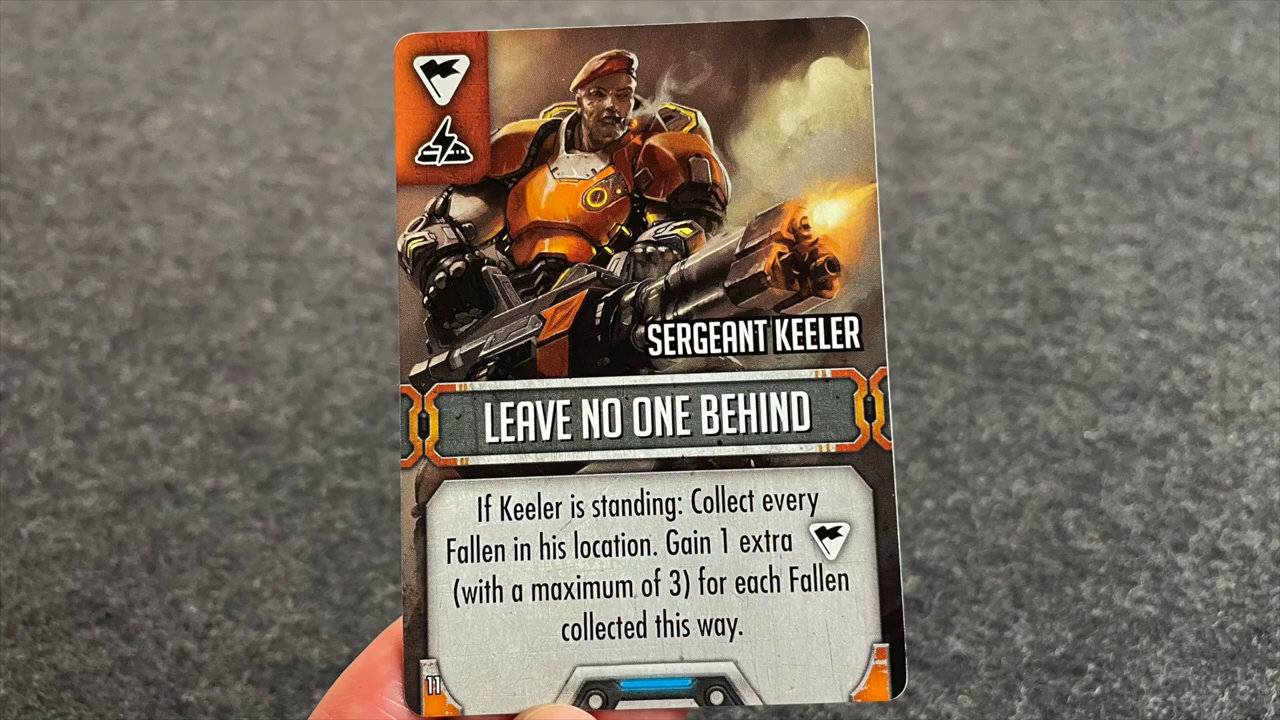 SERGEANT KEELER
LEAVE NO ONE BEHIND
If Keeler is standing: Collect every
Fallen in his location. Gain 1 extra
(with a maximum of 3) for each Fallen
collected this way.
11